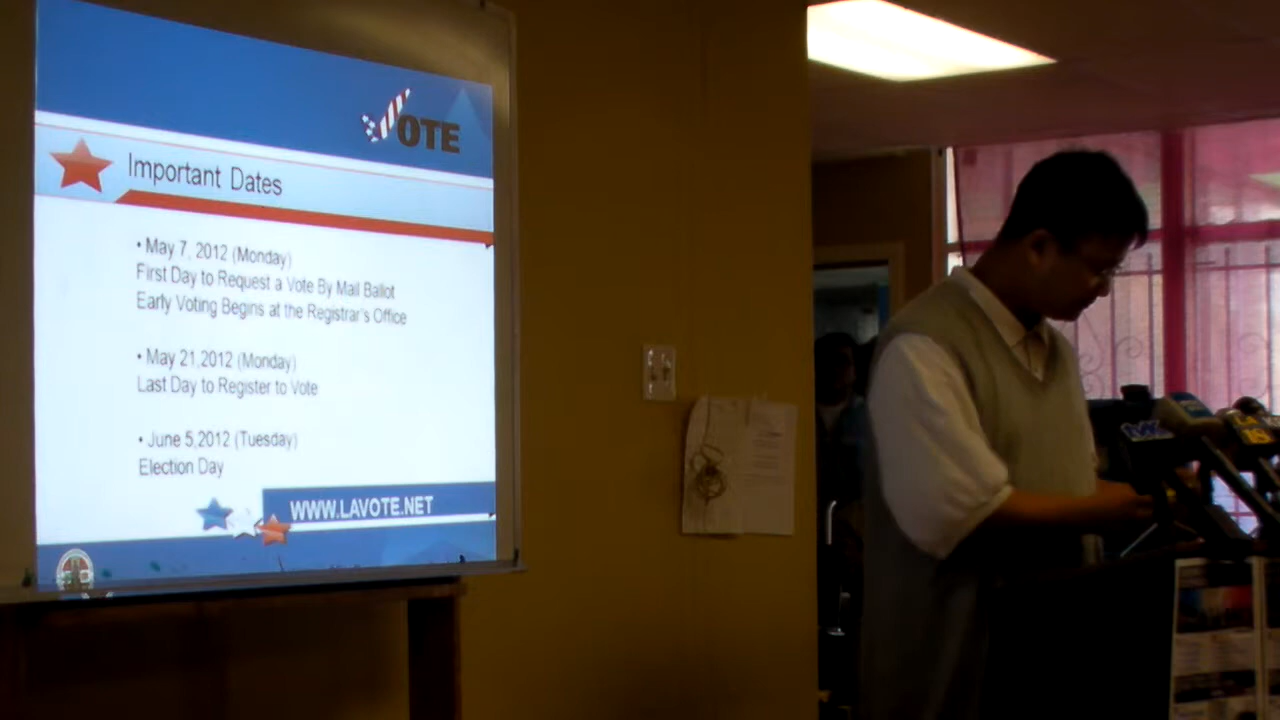 VOTE
Important Dates
• May 7, 2012 (Monday)
First Day to Request a Vote By Mail Ballot
Early Voting Begins at the Registrar's Office
• May 21,2012 (Monday)
Last Day to Register to Vote
• June 5,2012 (Tuesday)
Election Day
WWW.LAVOTE.NET
LA
18